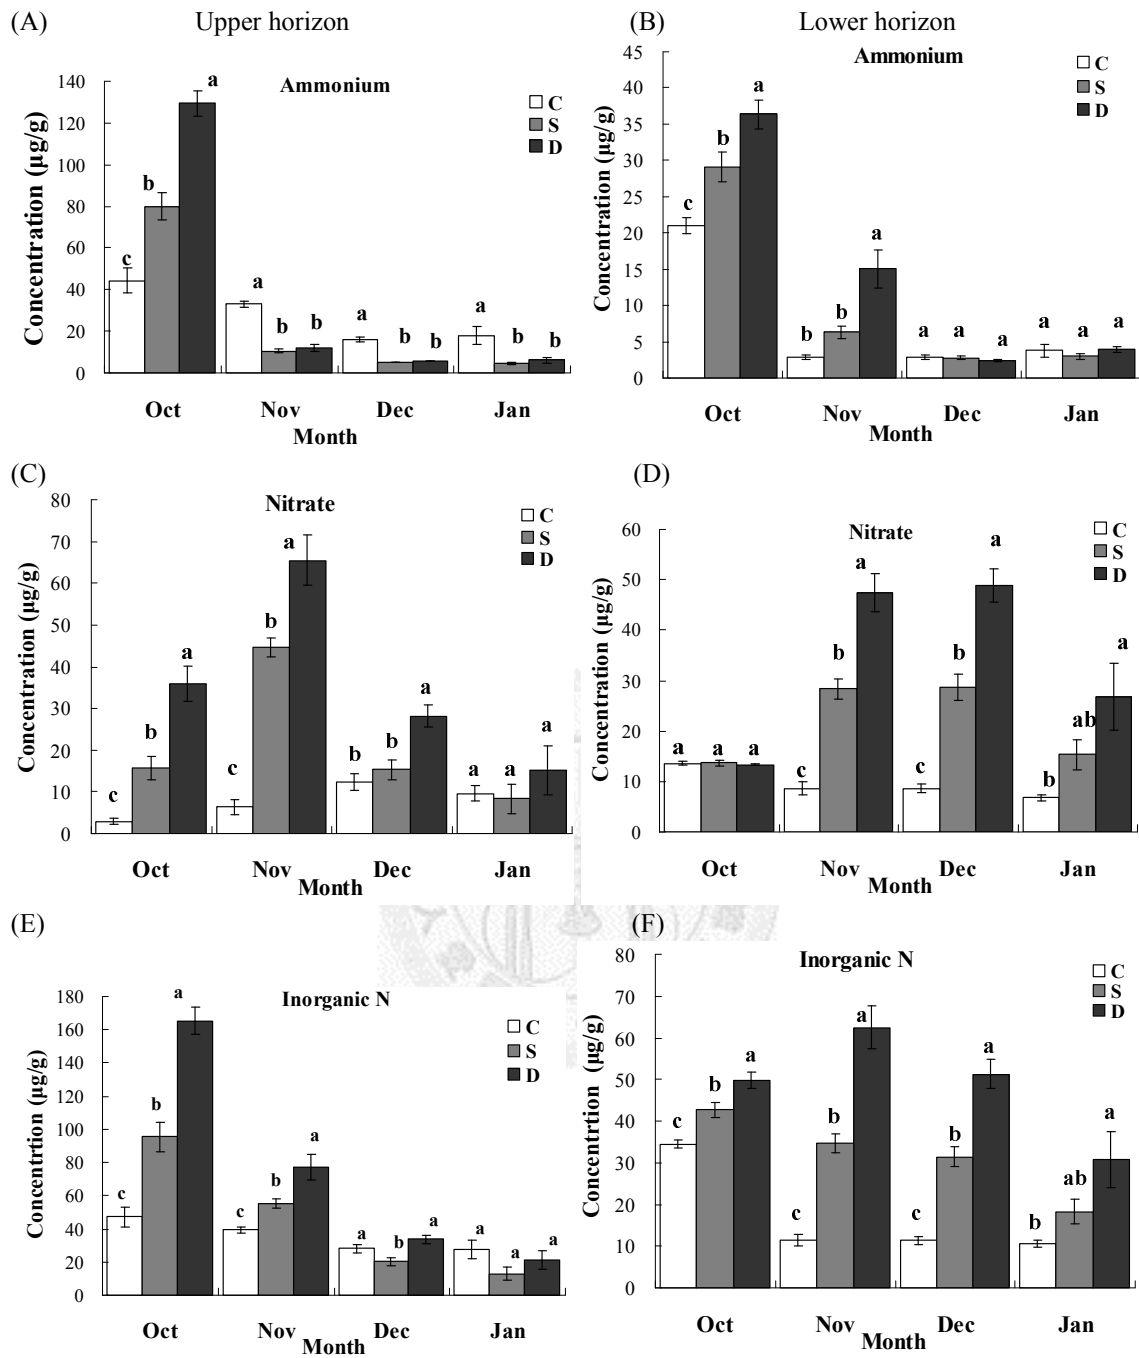 (A) Upper horizon
(B) Lower horizon
Ammonium
Concentration (μg/g)
140
120
100
80
60
40
20
0
C
S
D
c b a
a b b
a b b
a b b
Oct Nov Dec Jan
Month
Ammonium
Concentration (μg/g)
45
40
35
30
25
20
15
10
5
0
C
S
D
c b a
b b a
a a a
a a a
Oct Nov Dec Jan
Month
(C)
Nitrate
Concentration (μg/g)
80
70
60
50
40
30
20
10
0
C
S
D
c b a
c b a
b b a
a a a
Oct Nov Dec Jan
Month
(D)
Nitrate
Concentration (μg/g)
60
50
40
30
20
10
0
C
S
D
a a a
c b a
c b a
b ab a
Oct Nov Dec Jan
Month
(E)
Inorganic N
Concentrtion (μg/g)
180
160
140
120
100
80
60
40
20
0
C
S
D
c b a
c b a
a b a
a a a
Oct Nov Dec Jan
Month
(F)
Inorganic N
Concentrtion (μg/g)
80
70
60
50
40
30
20
10
0
C
S
D
c b a
c b a
c b a
b ab a
Oct Nov Dec Jan
Month